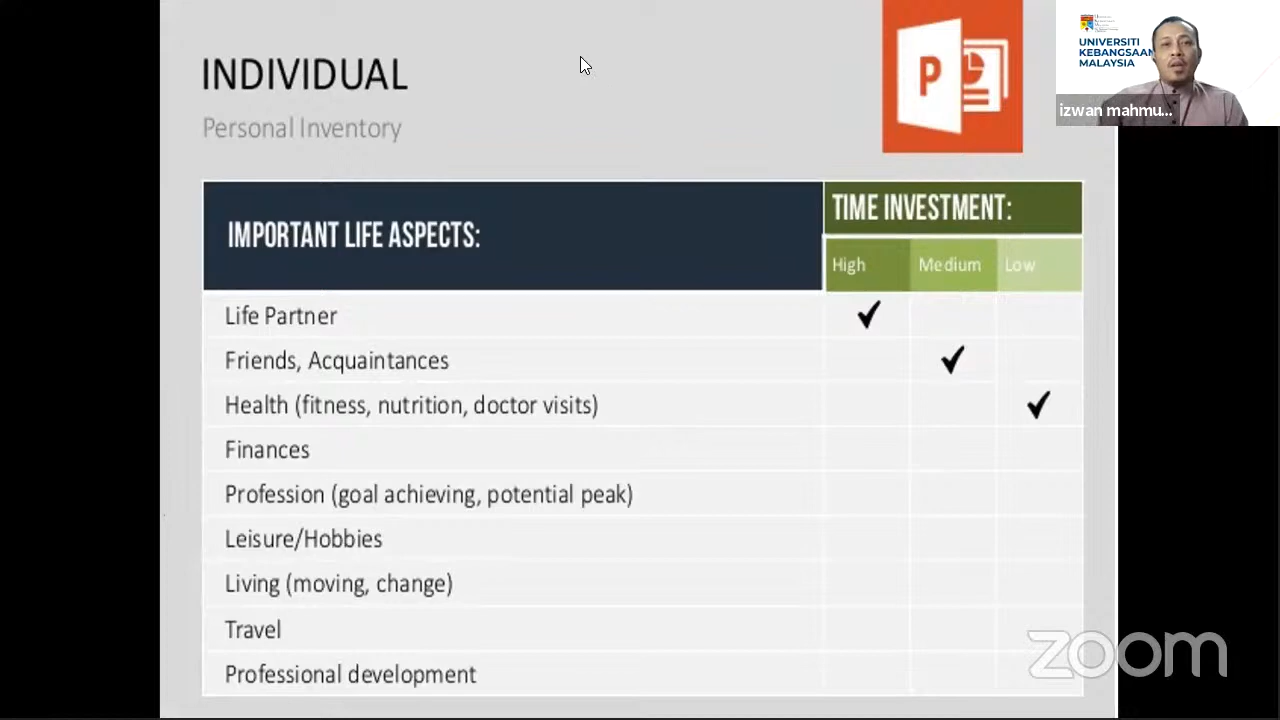 INDIVIDUAL
Personal Inventory
P
UNIVERSITI
KEBANGSAAN
MALAYSIA
izwan mahmu...
IMPORTANT LIFE ASPECTS:
TIME INVESTMENT:
High
Medium
Low
Life Partner
Friends, Acquaintances
Health (fitness, nutrition, doctor visits)
Finances
Profession (goal achieving, potential peak)
Leisure/Hobbies
Living (moving, change)
Travel
Professional development
zoom